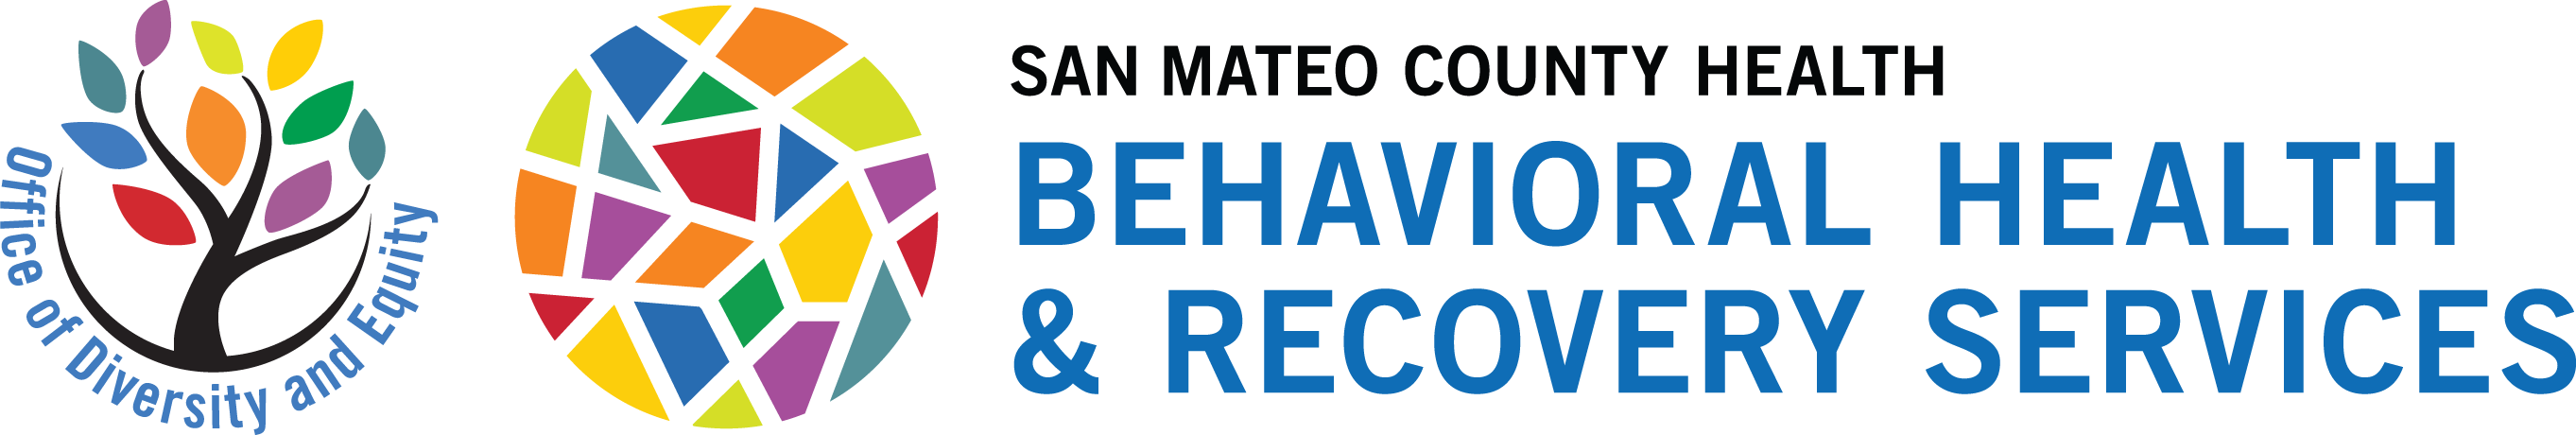 Office of Diversity and Equity
SAN MATEO COUNTY HEALTH
BEHAVIORAL HEALTH
& RECOVERY SERVICES